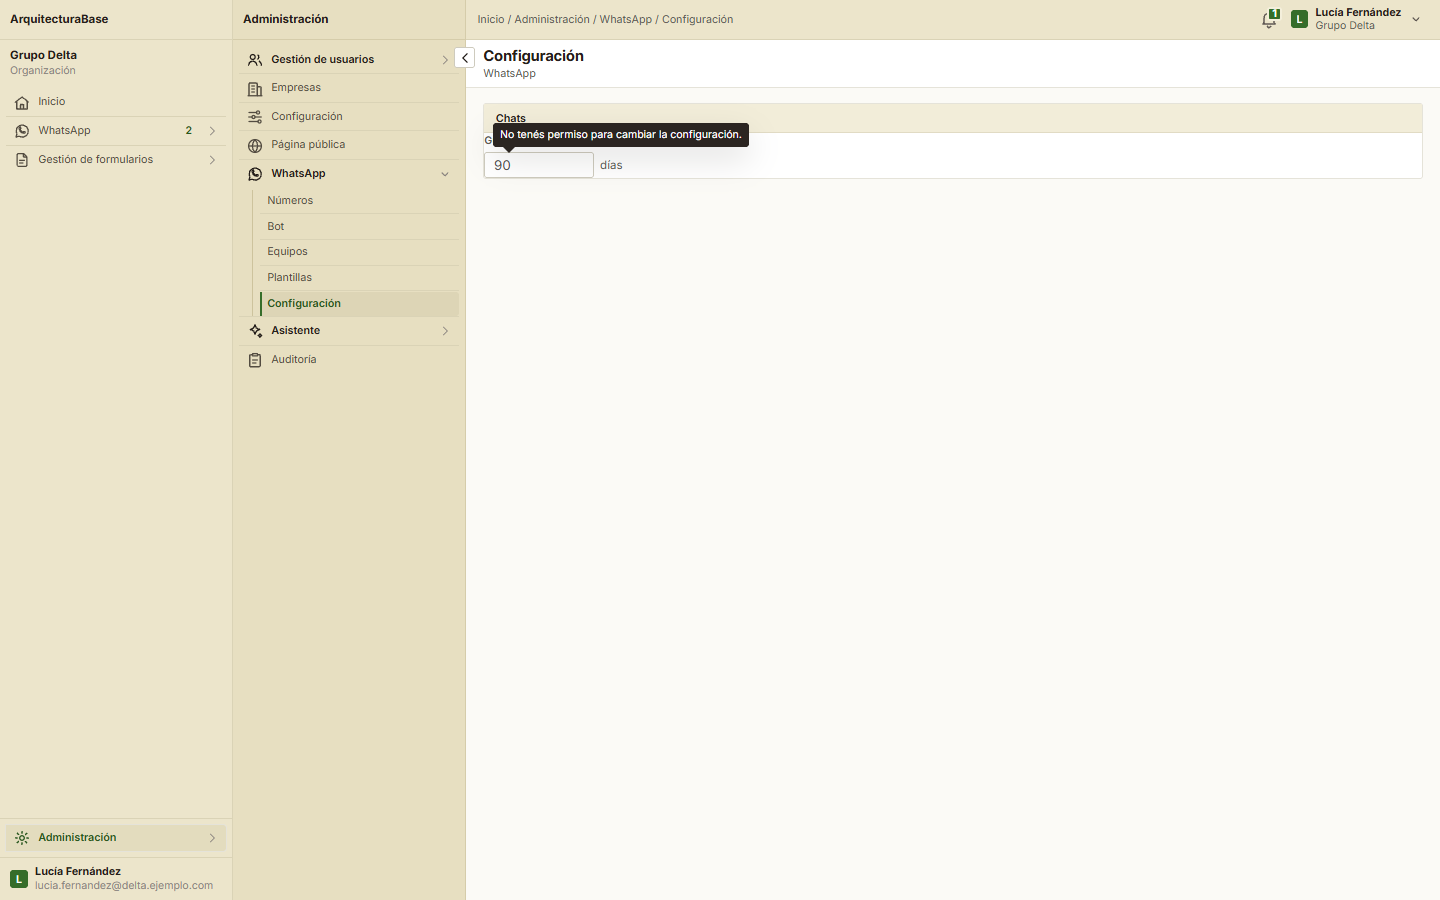 ArquitecturaBase
Grupo Delta
Organización
Inicio
WhatsApp 2
Gestión de formularios
Administración
Lucía Fernández
lucia.fernandez@delta.ejemplo.com
L
Administración
Gestión de usuarios
Empresas
Configuración
Página pública
WhatsApp
Números
Bot
Equipos
Plantillas
Configuración
Asistente
Auditoría
Inicio / Administración / WhatsApp / Configuración
1
L
Lucía Fernández
Grupo Delta
Configuración
WhatsApp
Chats
No tenés permiso para cambiar la configuración.
90 días